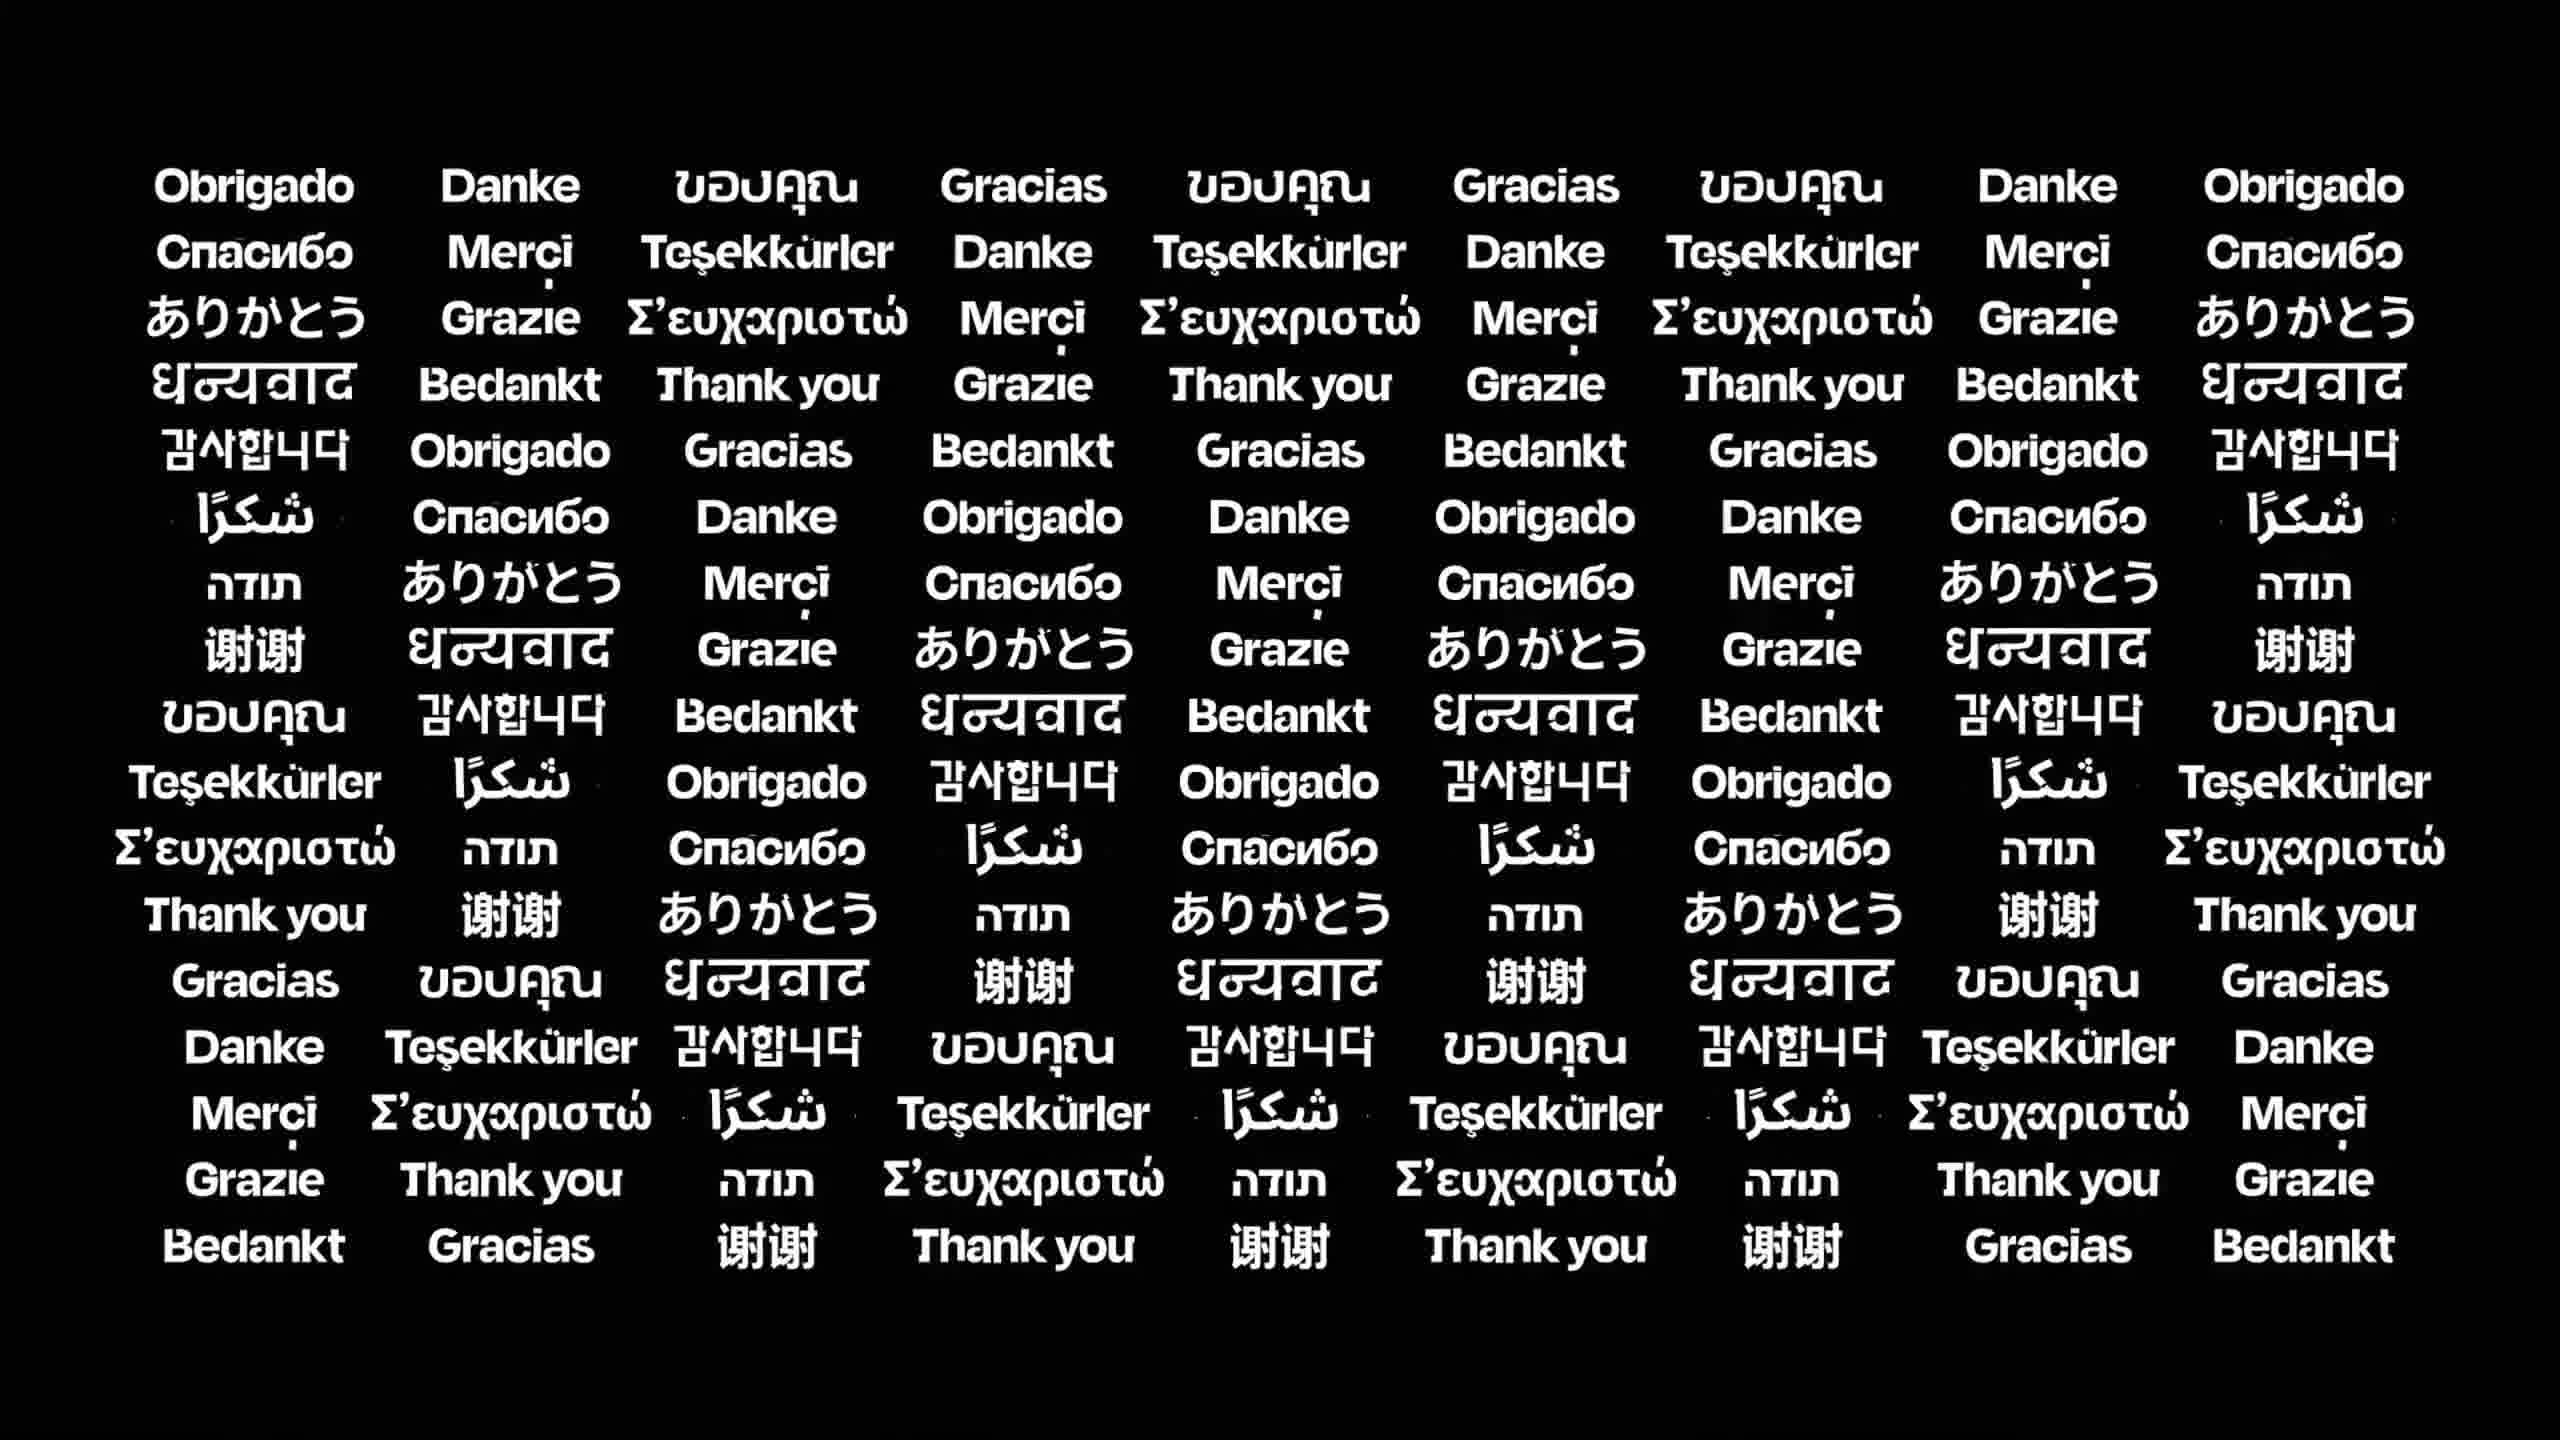 Obrigado Danke ขอบคุณ Gracias ขอบคุณ Gracias ขอบคุณ Danke Obrigado
Спасибо Merci Teşekkürler Danke Teşekkürler Danke Teşekkürler Merci Спасибо
ありがとう Grazie Σ’ευχαριστώ Merci Σ’ευχαριστώ Merci Σ’ευχαριστώ Grazie ありがとう
धन्यवाद Bedankt Thank you Grazie Thank you Grazie Thank you Bedankt धन्यवाद
감사합니다 Obrigado Gracias Bedankt Gracias Bedankt Gracias Obrigado 감사합니다
شكرًا Спасибо Danke Obrigado Danke Obrigado Danke Спасибо شكرًا
תודה ありがとう Merci Спасибо Merci Спасибо Merci ありがとう תודה
谢谢 धन्यवाद Grazie ありがとう Grazie ありがとう Grazie धन्यवाद 谢谢
ขอบคุณ 감사합니다 Bedankt धन्यवाद Bedankt धन्यवाद Bedankt 감사합니다 ขอบคุณ
Teşekkürler شكرًا Obrigado 감사합니다 Obrigado 감사합니다 Obrigado شكرًا Teşekkürler
Σ’ευχαριστώ תודה Спасибо شكرًا Спасибо شكرًا Спасибо תודה Σ’ευχαριστώ
Thank you 谢谢 ありがとう תודה ありがとう תודה ありがとう 谢谢 Thank you
Gracias ขอบคุณ धन्यवाद 谢谢 धन्यवाद 谢谢 धन्यवाद ขอบคุณ Gracias
Danke Teşekkürler 감사합니다 ขอบคุณ 감사합니다 ขอบคุณ 감사합니다 Teşekkürler Danke
Merci Σ’ευχαριστώ شكرًا Teşekkürler شكرًا Teşekkürler شكرًا Σ’ευχαριστώ Merci
Grazie Thank you תודה Σ’ευχαριστώ תודה Σ’ευχαριστώ תודה Thank you Grazie
Bedankt Gracias 谢谢 Thank you 谢谢 Thank you 谢谢 Gracias Bedankt